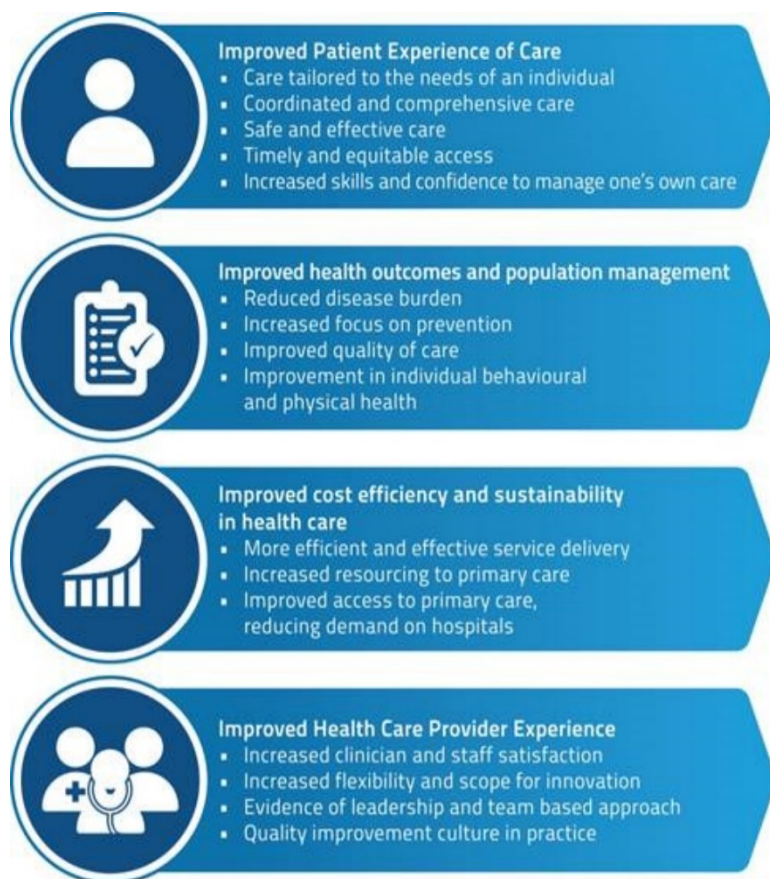 Improved Patient Experience of Care
▪ Care tailored to the needs of an individual
▪ Coordinated and comprehensive care
▪ Safe and effective care
▪ Timely and equitable access
▪ Increased skills and confidence to manage one's own care
Improved health outcomes and population management
▪ Reduced disease burden
▪ Increased focus on prevention
▪ Improved quality of care
▪ Improvement in individual behavioural
and physical health
Improved cost efficiency and sustainability
in health care
▪ More efficient and effective service delivery
▪ Increased resourcing to primary care
▪ Improved access to primary care,
reducing demand on hospitals
Improved Health Care Provider Experience
▪ Increased clinician and staff satisfaction
▪ Increased flexibility and scope for innovation
▪ Evidence of leadership and team based approach
▪ Quality improvement culture in practice